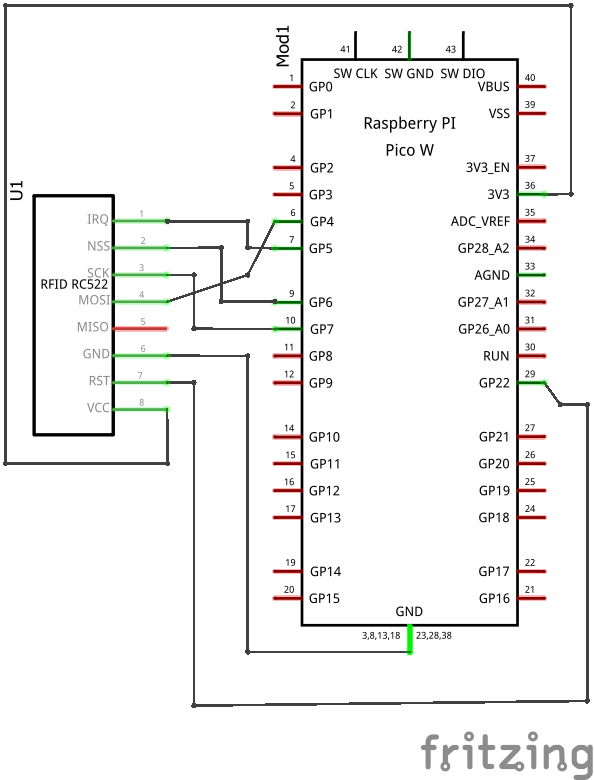 Mod1
41 42 43
SW CLK SW GND SW DIO
1 GP0 VBUS 40
2 GP1 VSS 39
Raspberry PI
Pico W
4 GP2 3V3_EN 37
5 GP3 3V3 36
U1
IRQ 1 6 GP4 ADC_VREF 35
NSS 2 7 GP5 GP28_A2 34
SCK 3 AGND 33
RFID RC522
MOSI 4 9 GP6 GP27_A1 32
MISO 5 10 GP7 GP26_A0 31
GND 6 11 GP8 RUN 30
RST 7 12 GP9 GP22 29
VCC 8
14 GP10 GP21 27
15 GP11 GP20 26
16 GP12 GP19 25
17 GP13 GP18 24
19 GP14 GP17 22
20 GP15 GP16 21
GND
3,8,13,18 23,28,38
fritzing